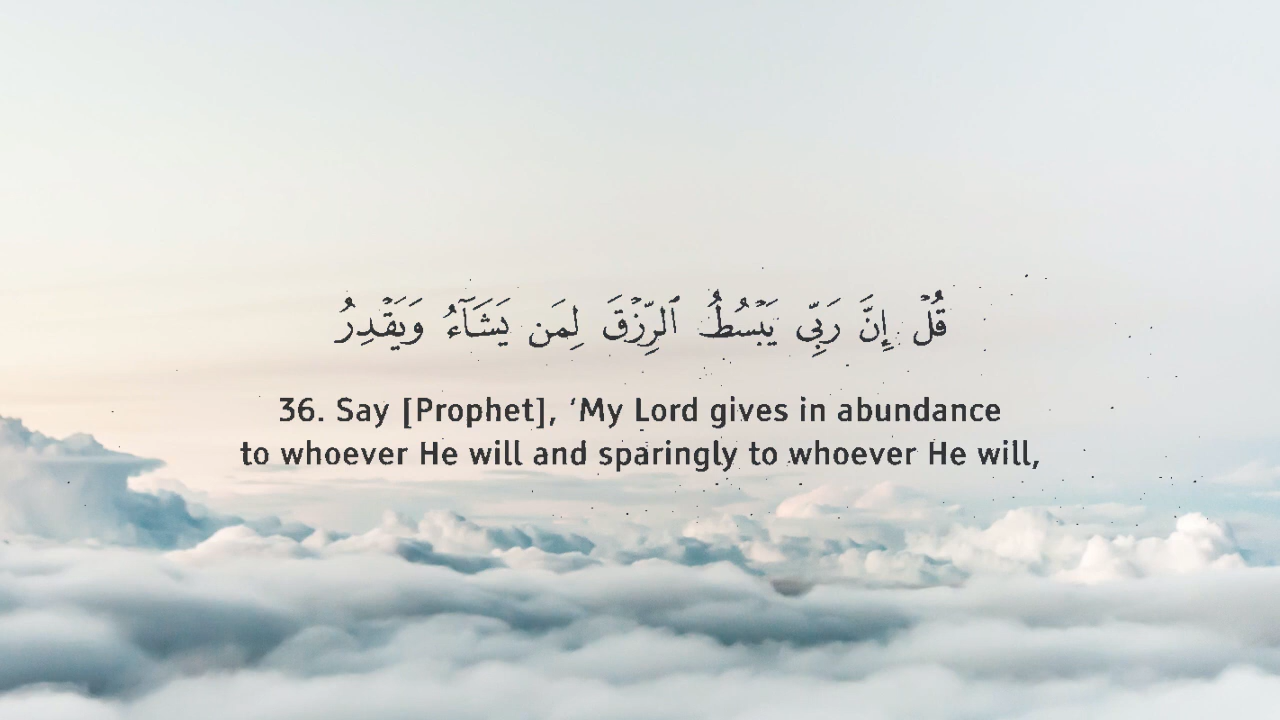 قُلْ إِنَّ رَبِّى يَبْسُطُ ٱلرِّزْقَ لِمَن يَشَآءُ وَيَقْدِرُ
36. Say [Prophet], ‘My Lord gives in abundance
to whoever He will and sparingly to whoever He will,